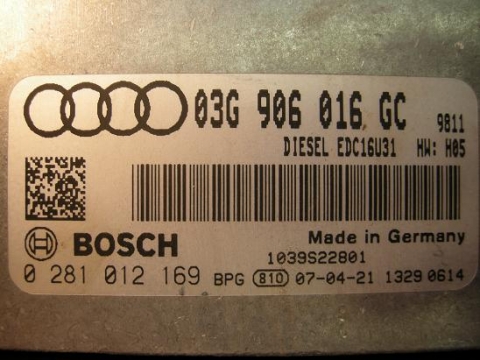 03G 906 016 GC 9811
DIESEL EDC16U31 HW: H05
BOSCH Made in Germany
1039S22801
0 281 012 169 BPG 810 07-04-21 1329 0614